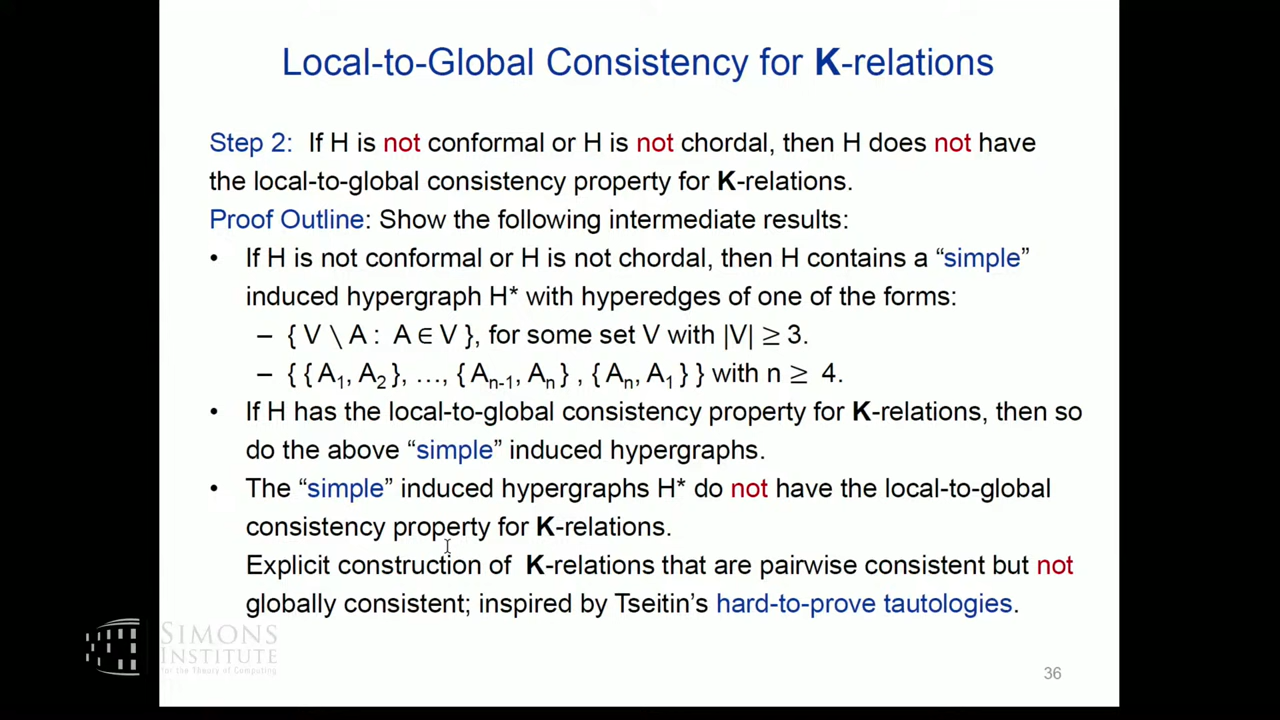 Local-to-Global Consistency for K-relations
Step 2: If H is not conformal or H is not chordal, then H does not have
the local-to-global consistency property for K-relations.
Proof Outline: Show the following intermediate results:
• If H is not conformal or H is not chordal, then H contains a “simple”
induced hypergraph H* with hyperedges of one of the forms:
– { V \ A : A ∈ V }, for some set V with |V| ≥ 3.
– { { A₁, A₂ }, …, { Aₙ₋₁, Aₙ } , { Aₙ, A₁ } } with n ≥ 4.
• If H has the local-to-global consistency property for K-relations, then so
do the above “simple” induced hypergraphs.
• The “simple” induced hypergraphs H* do not have the local-to-global
consistency property for K-relations.
Explicit construction of K-relations that are pairwise consistent but not
globally consistent; inspired by Tseitin’s hard-to-prove tautologies.
SIMONS
INSTITUTE
for the Theory of Computing
36